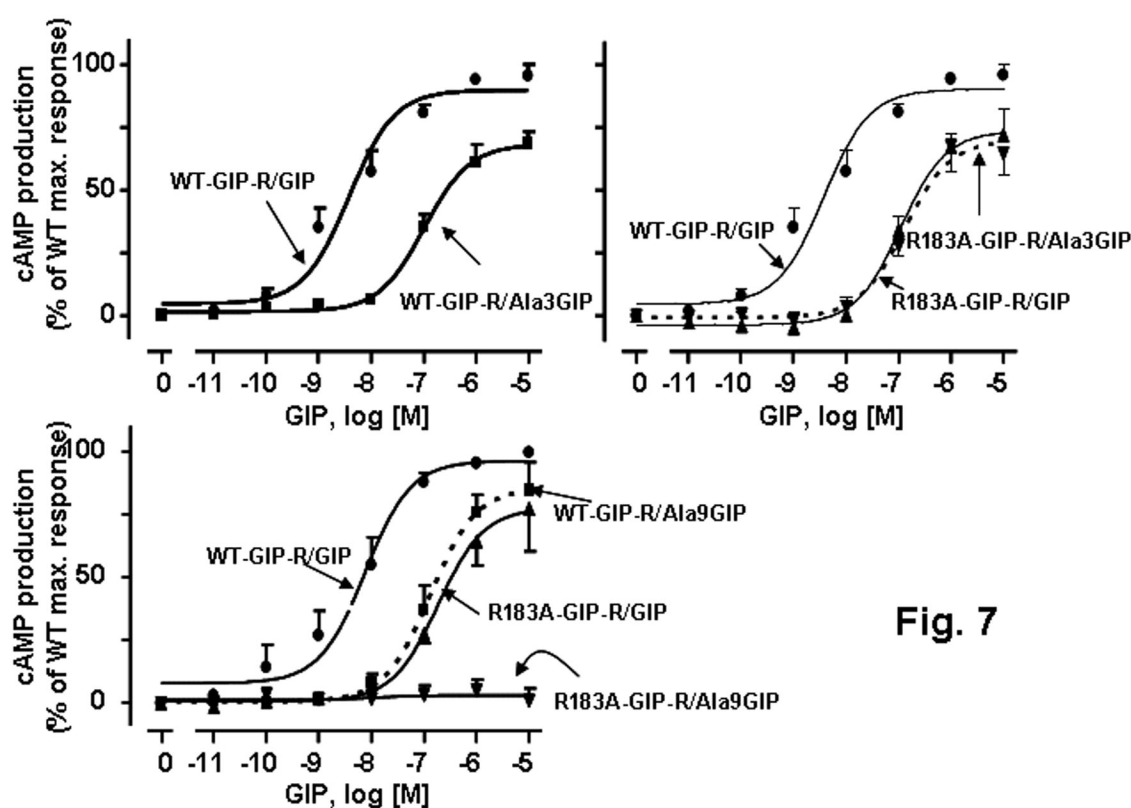 cAMP production
(% of WT max. response)
100
50
0
WT-GIP-R/GIP
WT-GIP-R/Ala3GIP
0 -11 -10 -9 -8 -7 -6 -5
GIP, log [M]
100
50
0
WT-GIP-R/GIP
R183A-GIP-R/Ala3GIP
R183A-GIP-R/GIP
0 -11 -10 -9 -8 -7 -6 -5
GIP, log [M]
cAMP production
(% of WT max. response)
100
50
0
WT-GIP-R/GIP
WT-GIP-R/Ala9GIP
R183A-GIP-R/GIP
R183A-GIP-R/Ala9GIP
0 -11 -10 -9 -8 -7 -6 -5
GIP, log [M]
Fig. 7